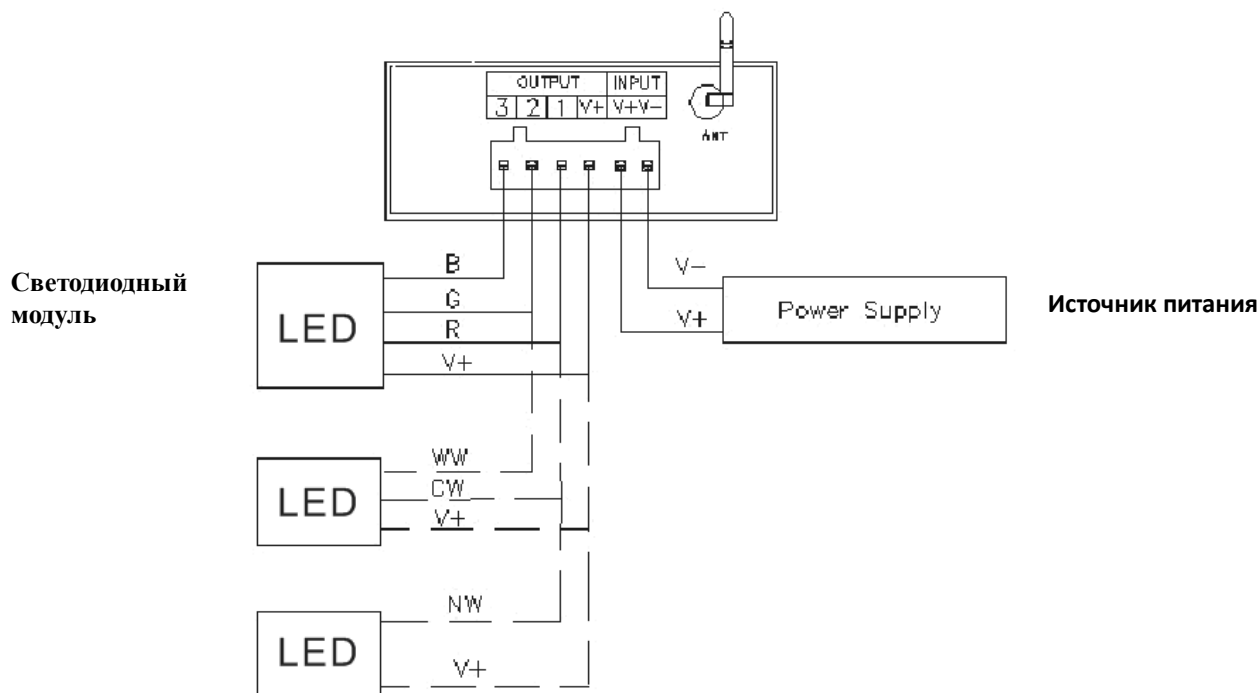 OUTPUT INPUT
3 2 1 V+ V+ V-
ANT
Светодиодный
модуль
LED
B
G
R
V+
V-
V+
Power Supply
Источник питания
LED
WW
CW
V+
LED
NW
V+